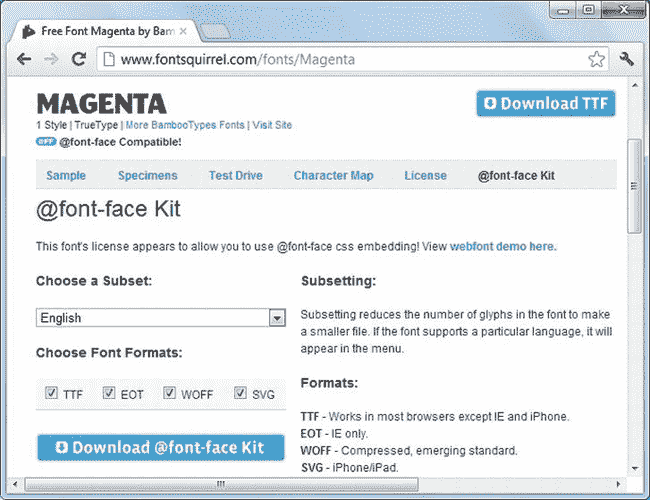 Free Font Magenta by Bam
www.fontsquirrel.com/fonts/Magenta
MAGENTA
Download TTF
1 Style | TrueType | More BambooTypes Fonts | Visit Site
@FF @font-face Compatible!
Sample Specimens Test Drive Character Map License @font-face Kit
@font-face Kit
This font's license appears to allow you to use @font-face css embedding! View webfont demo here.
Choose a Subset:
English
Choose Font Formats:
TTF EOT WOFF SVG
Download @font-face Kit
Subsetting:
Subsetting reduces the number of glyphs in the font to make
a smaller file. If the font supports a particular language, it will
appear in the menu.
Formats:
TTF - Works in most browsers except IE and iPhone.
EOT - IE only.
WOFF - Compressed, emerging standard.
SVG - iPhone/iPad.